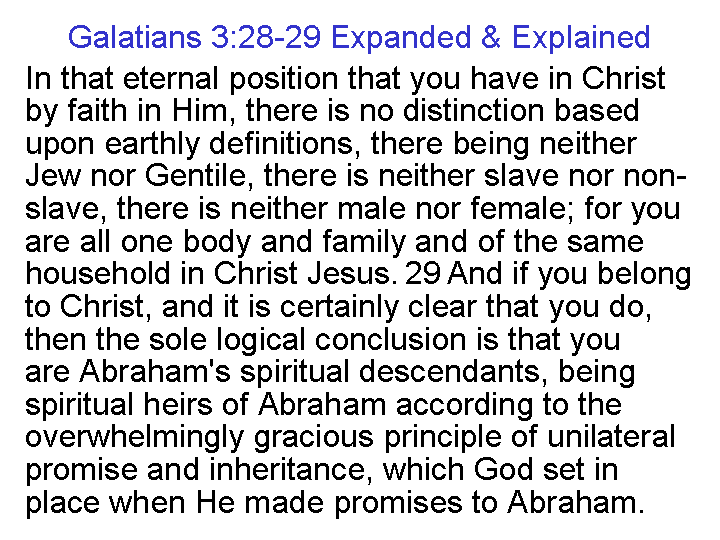 Galatians 3:28-29 Expanded & Explained
In that eternal position that you have in Christ
by faith in Him, there is no distinction based
upon earthly definitions, there being neither
Jew nor Gentile, there is neither slave nor non-
slave, there is neither male nor female; for you
are all one body and family and of the same
household in Christ Jesus. 29 And if you belong
to Christ, and it is certainly clear that you do,
then the sole logical conclusion is that you
are Abraham's spiritual descendants, being
spiritual heirs of Abraham according to the
overwhelmingly gracious principle of unilateral
promise and inheritance, which God set in
place when He made promises to Abraham.